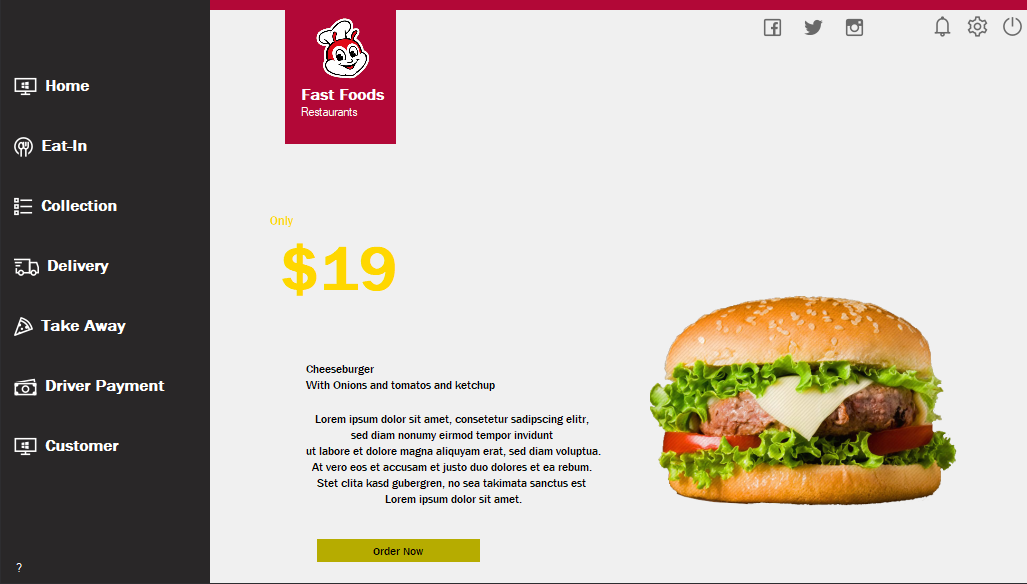 Home
Eat-In
Collection
Delivery
Take Away
Driver Payment
Customer
?
Fast Foods
Restaurants
Only
$19
Cheeseburger
With Onions and tomatos and ketchup
Lorem ipsum dolor sit amet, consetetur sadipscing elitr,
sed diam nonumy eirmod tempor invidunt
ut labore et dolore magna aliquyam erat, sed diam voluptua.
At vero eos et accusam et justo duo dolores et ea rebum.
Stet clita kasd gubergren, no sea takimata sanctus est
Lorem ipsum dolor sit amet.
Order Now